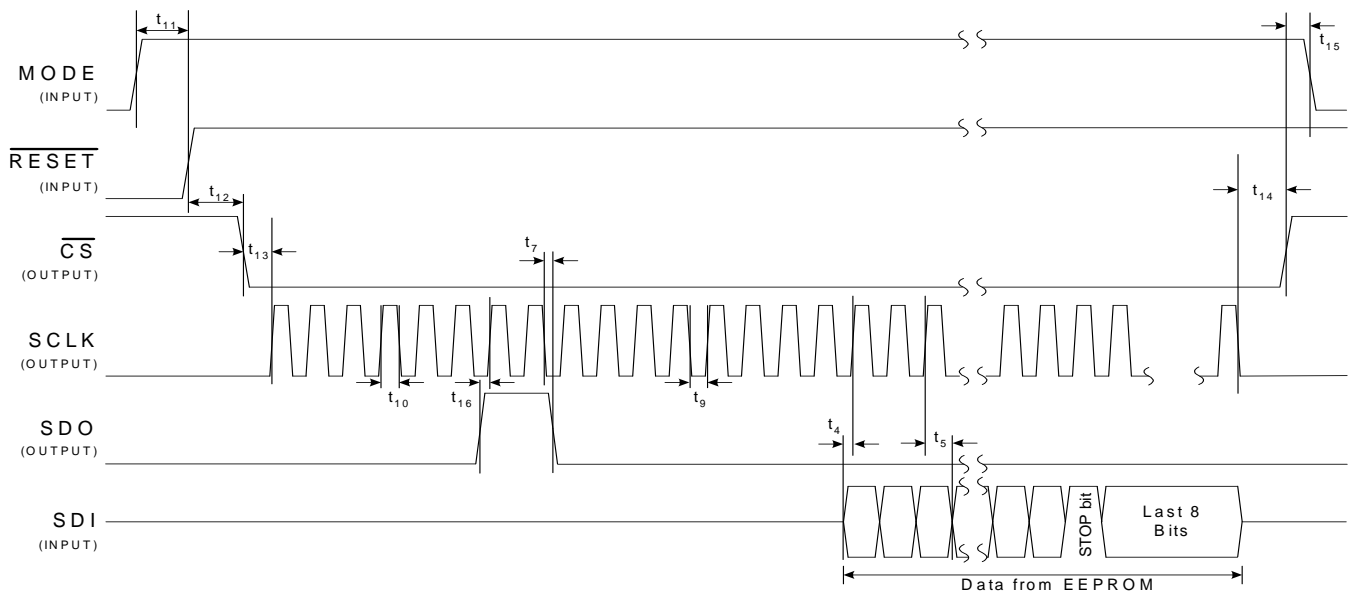 t11
t15
MODE
(INPUT)
RESET
(INPUT)
t12
t14
CS
(OUTPUT)
t13
t7
SCLK
(OUTPUT)
t10
t16
t9
SDO
(OUTPUT)
t4
t5
SDI
(INPUT)
STOP bit
Last 8
Bits
Data from EEPROM